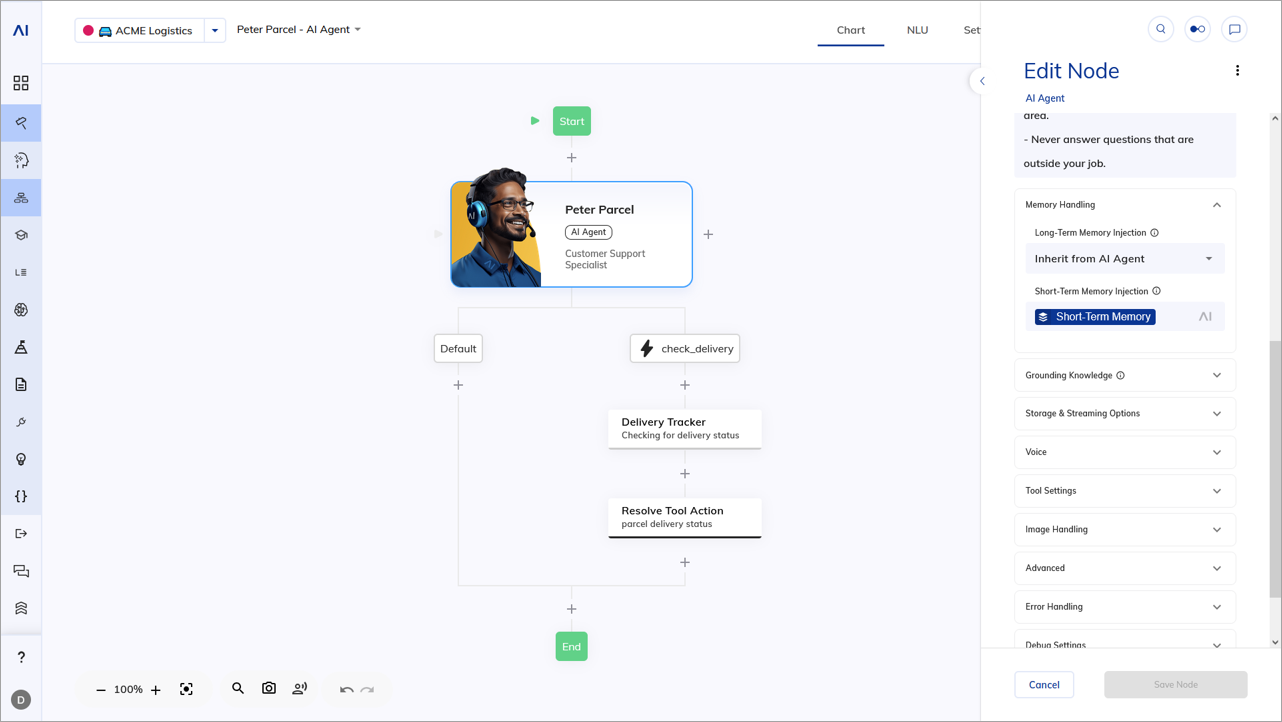 AI
ACME Logistics
Peter Parcel - AI Agent
Chart
NLU
Set
Start
AI
Peter Parcel
AI Agent
Customer Support
Specialist
Default
check_delivery
Delivery Tracker
Checking for delivery status
Resolve Tool Action
parcel delivery status
End
LE
{}
?
D
100%
Edit Node
AI Agent
area.
- Never answer questions that are
outside your job.
Memory Handling
Long-Term Memory Injection
Inherit from AI Agent
Short-Term Memory Injection
Short-Term Memory
AI
Grounding Knowledge
Storage & Streaming Options
Voice
Tool Settings
Image Handling
Advanced
Error Handling
Debug Settings
Cancel
Save Node